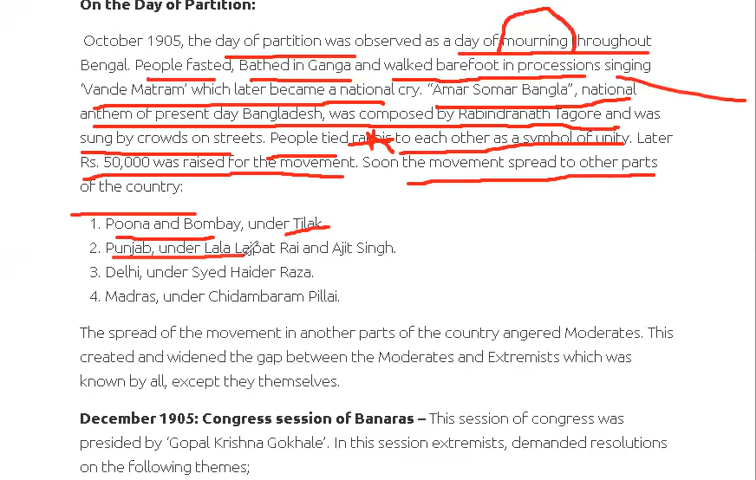 On the Day of Partition:
October 1905, the day of partition was observed as a day of mourning throughout
Bengal. People fasted, Bathed in Ganga and walked barefoot in processions singing
‘Vande Matram’ which later became a national cry. “Amar Somar Bangla”, national
anthem of present day Bangladesh, was composed by Rabindranath Tagore and was
sung by crowds on streets. People tied rakhis to each other as a symbol of unity. Later
Rs. 50,000 was raised for the movement. Soon the movement spread to other parts
of the country:
1. Poona and Bombay, under Tilak.
2. Punjab, under Lala Lajpat Rai and Ajit Singh.
3. Delhi, under Syed Haider Raza.
4. Madras, under Chidambaram Pillai.
The spread of the movement in another parts of the country angered Moderates. This
created and widened the gap between the Moderates and Extremists which was
known by all, except they themselves.
December 1905: Congress session of Banaras – This session of congress was
presided by ‘Gopal Krishna Gokhale’. In this session extremists, demanded resolutions
on the following themes;